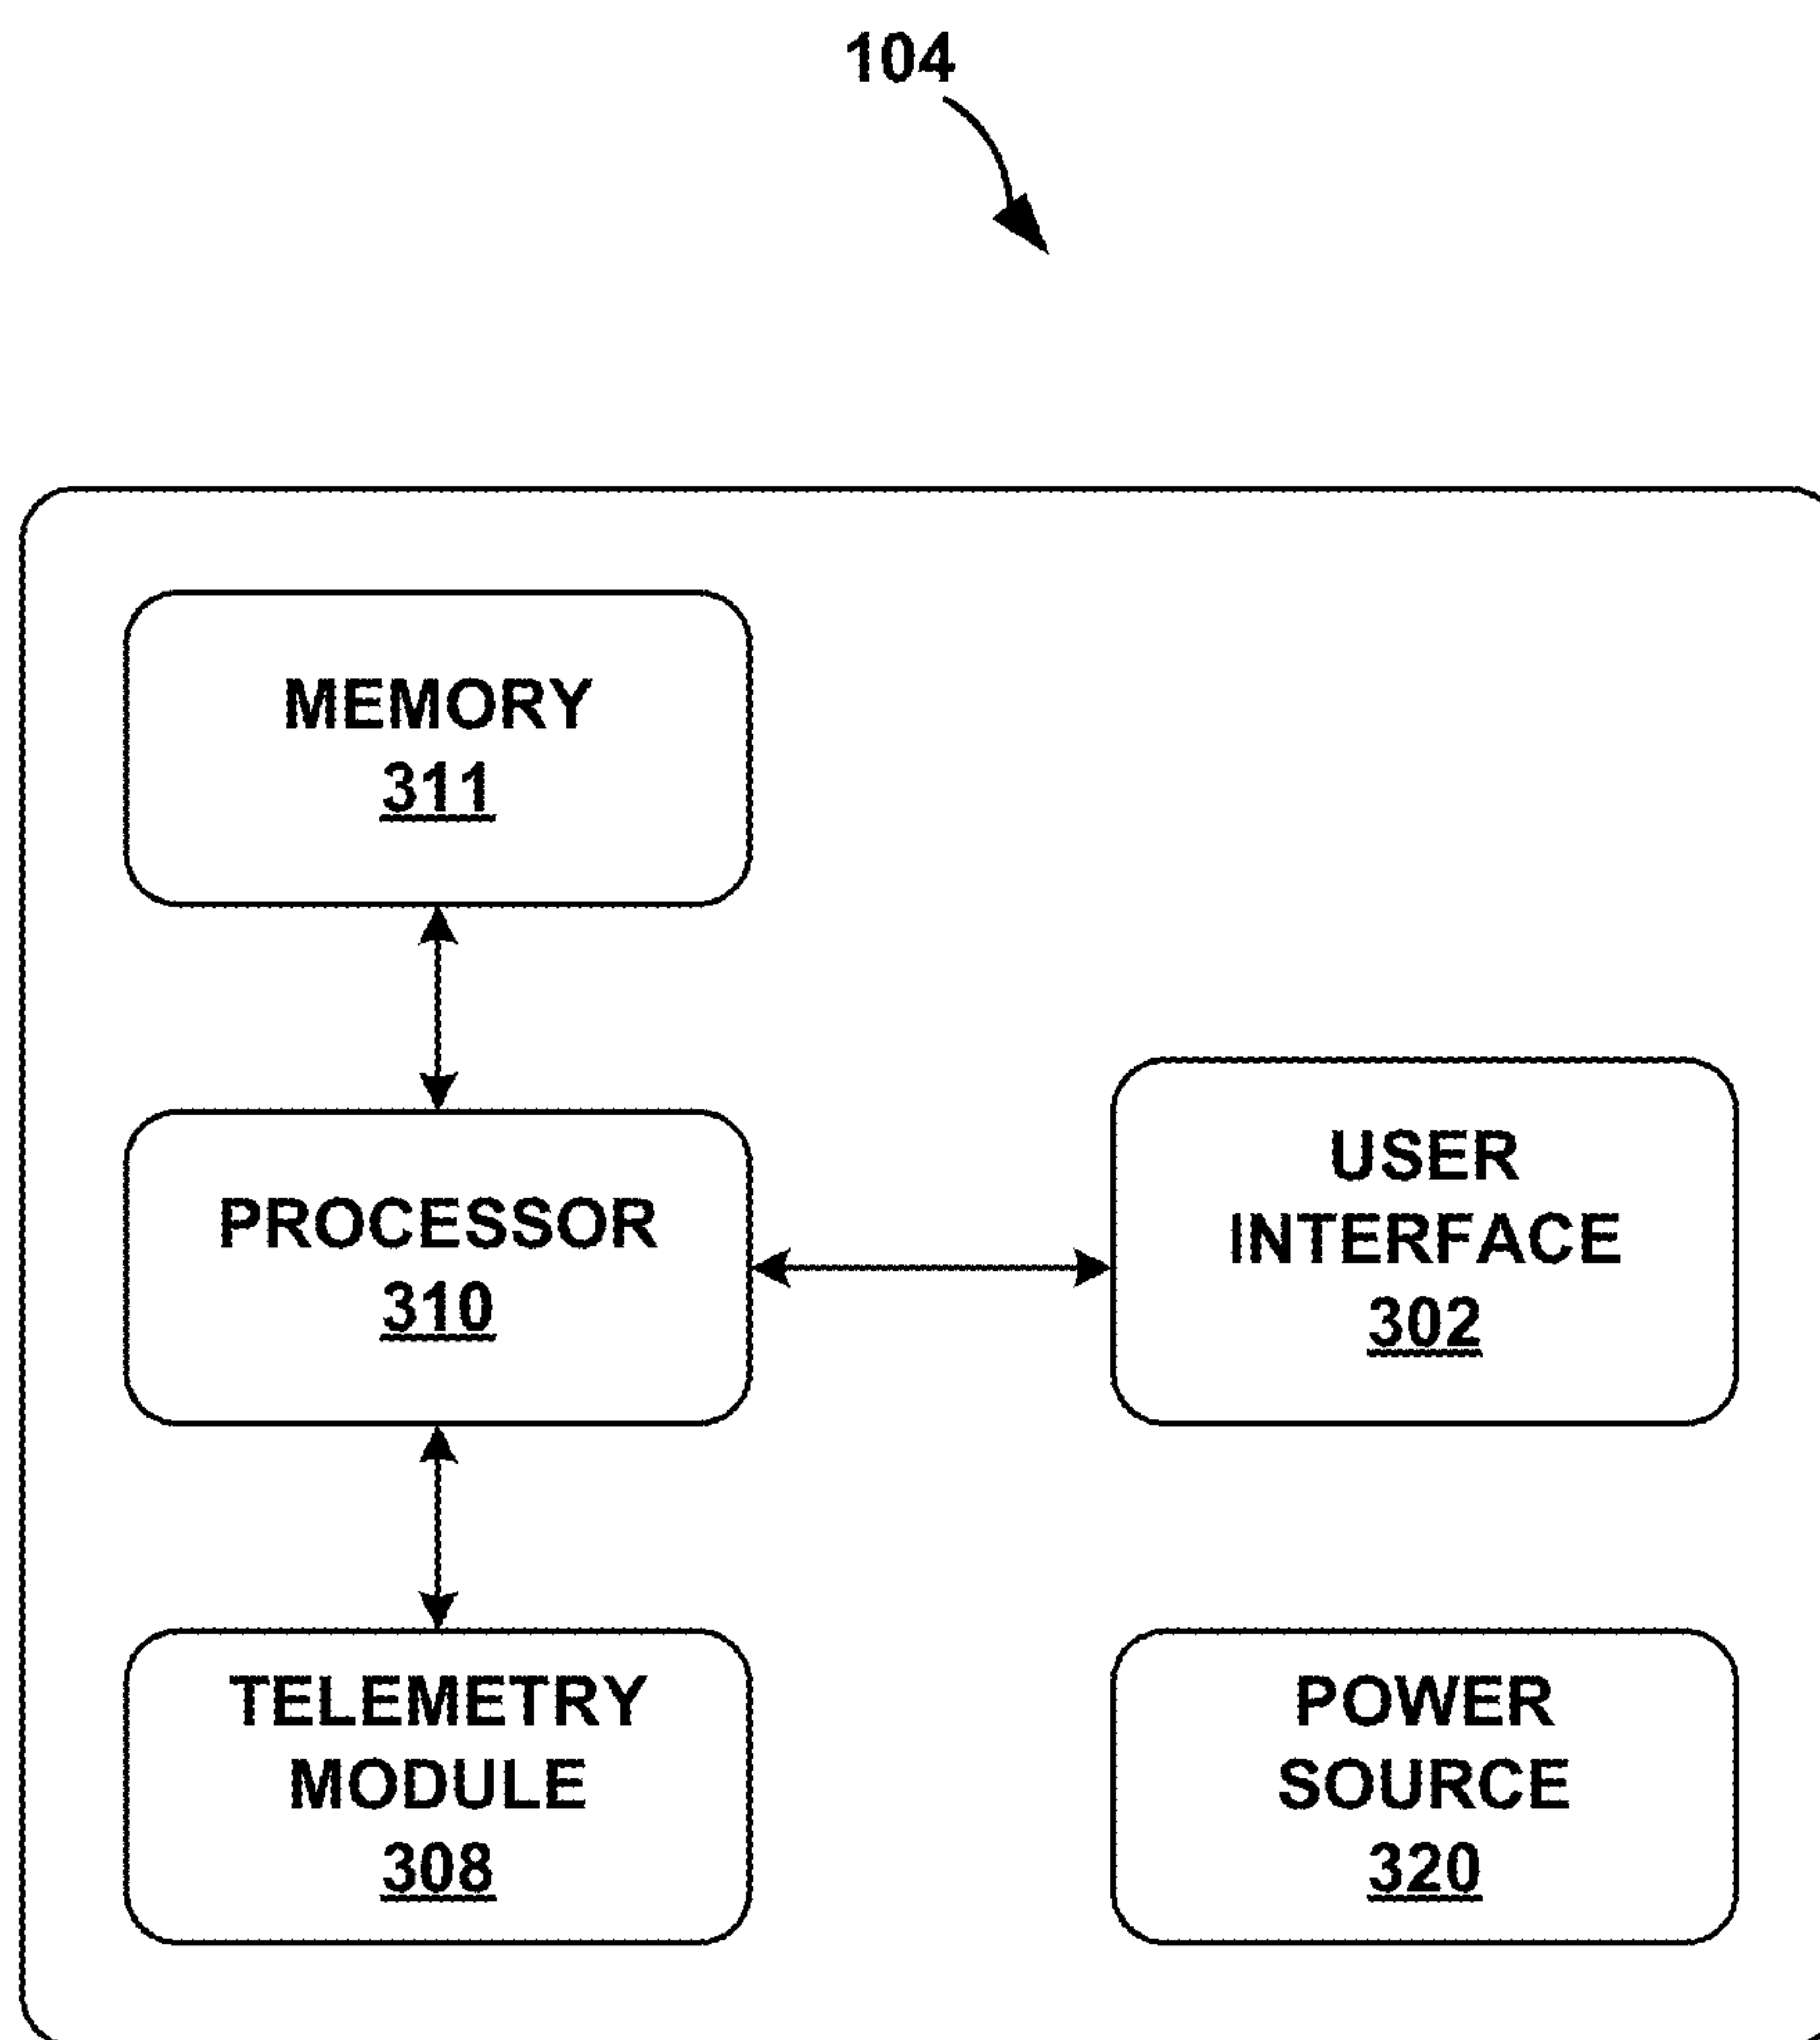 104
MEMORY
311
PROCESSOR
310
USER
INTERFACE
302
TELEMETRY
MODULE
308
POWER
SOURCE
320